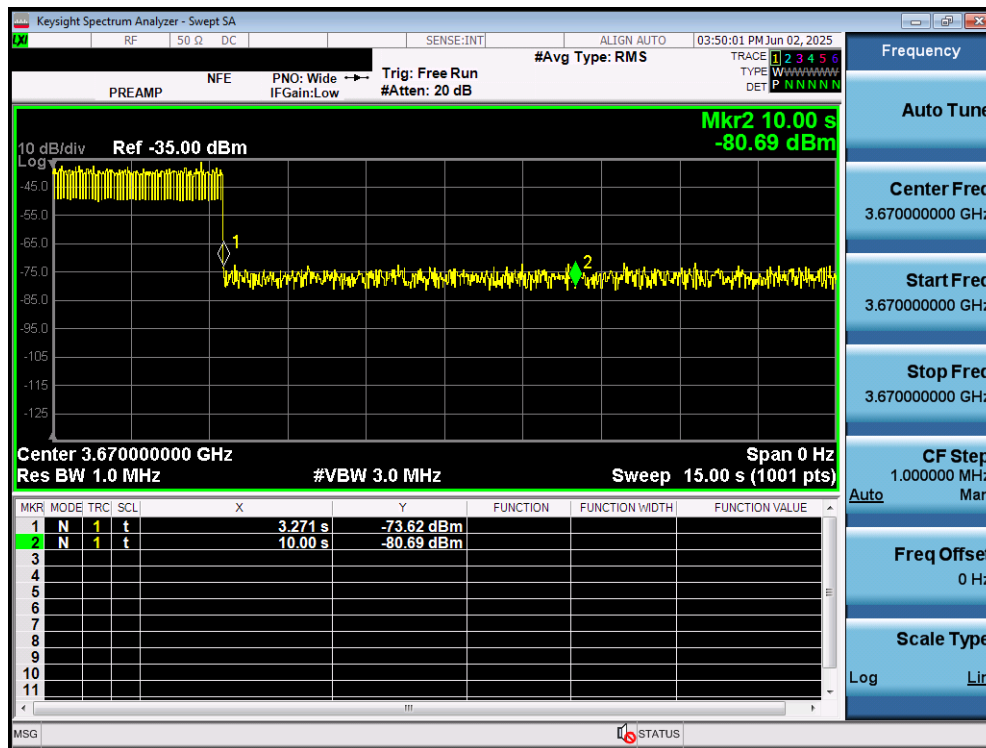 Keysight Spectrum Analyzer - Swept SA
LXI RF 50 Ω DC SENSE:INT ALIGN AUTO 03:50:01 PM Jun 02, 2025
#Avg Type: RMS TRACE 1 2 3 4 5 6
NFE PNO: Wide Trig: Free Run TYPE W W W W W W
PREAMP IFGain:Low #Atten: 20 dB DET P N N N N N
Mkr2 10.00 s
-80.69 dBm
10 dB/div Ref -35.00 dBm
Log
-45.0
-55.0
-65.0
1
-75.0
2
-85.0
-95.0
-105
-115
-125
Center 3.670000000 GHz Span 0 Hz
Res BW 1.0 MHz #VBW 3.0 MHz Sweep 15.00 s (1001 pts)
MKR MODE TRC SCL X Y FUNCTION FUNCTION WIDTH FUNCTION VALUE
1 N 1 t 3.271 s -73.62 dBm
2 N 1 t 10.00 s -80.69 dBm
3
4
5
6
7
8
9
10
11
MSG STATUS
Frequency
Auto Tune
Center Freq
3.670000000 GHz
Start Freq
3.670000000 GHz
Stop Freq
3.670000000 GHz
CF Step
1.000000 MHz
Auto Man
Freq Offset
0 Hz
Scale Type
Log Lin